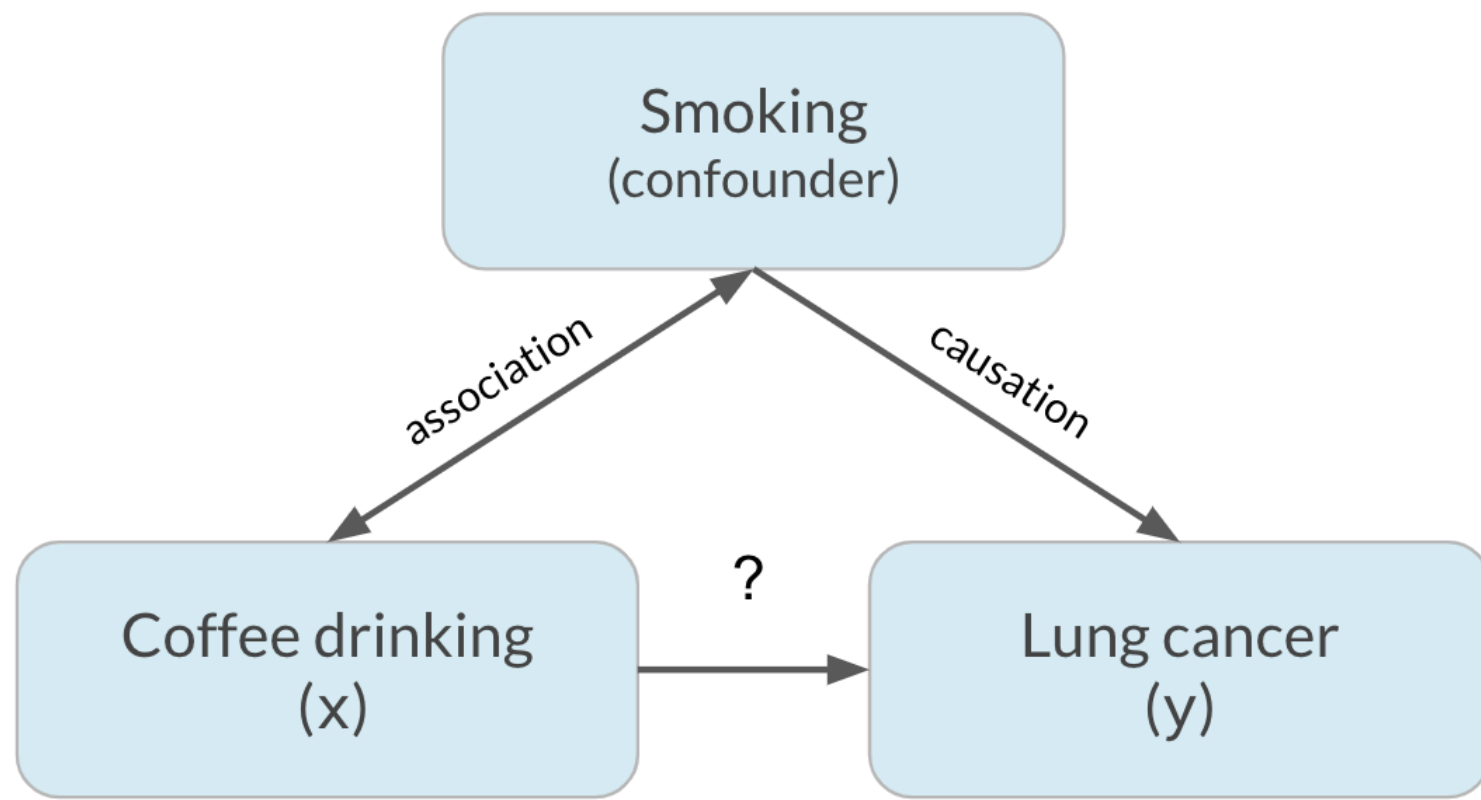 Smoking
(confounder)
association
causation
?
Coffee drinking
(x)
Lung cancer
(y)